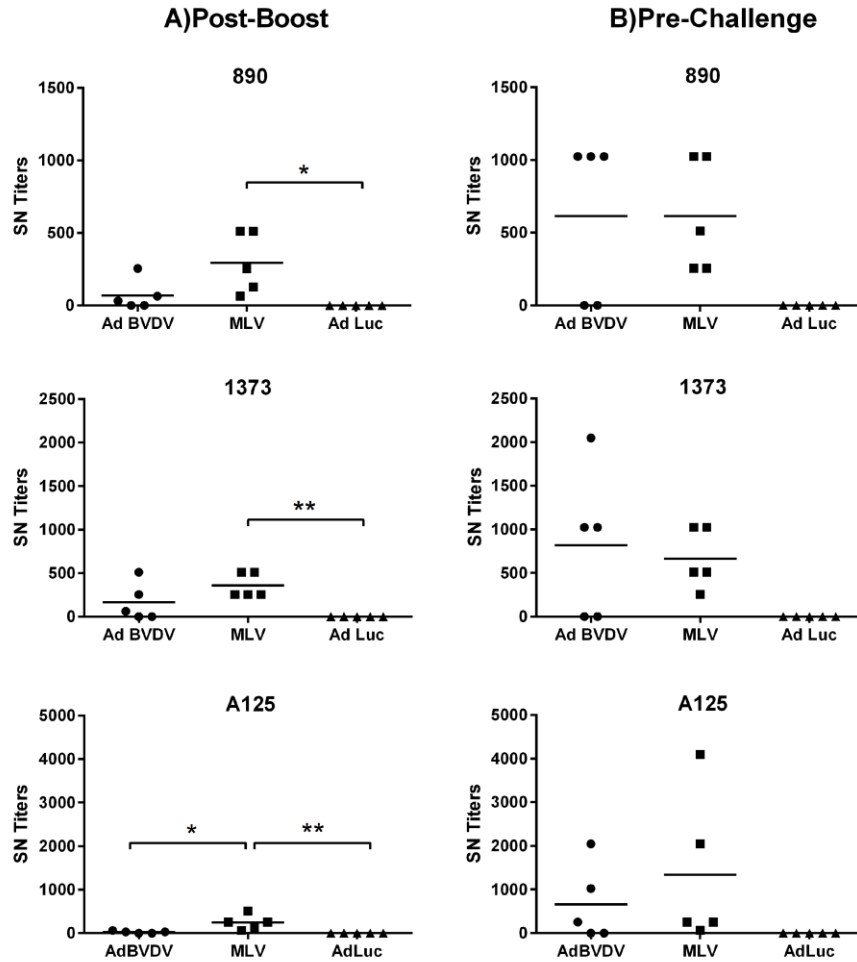 A)Post-Boost
B)Pre-Challenge
890
SN Titers
1500
1000
500
0
*
Ad BVDV MLV Ad Luc
890
SN Titers
1500
1000
500
0
Ad BVDV MLV Ad Luc
1373
SN Titers
2500
2000
1500
1000
500
0
**
Ad BVDV MLV Ad Luc
1373
SN Titers
2500
2000
1500
1000
500
0
Ad BVDV MLV Ad Luc
A125
SN Titers
5000
4000
3000
2000
1000
0
* **
AdBVDV MLV AdLuc
A125
SN Titers
5000
4000
3000
2000
1000
0
AdBVDV MLV AdLuc